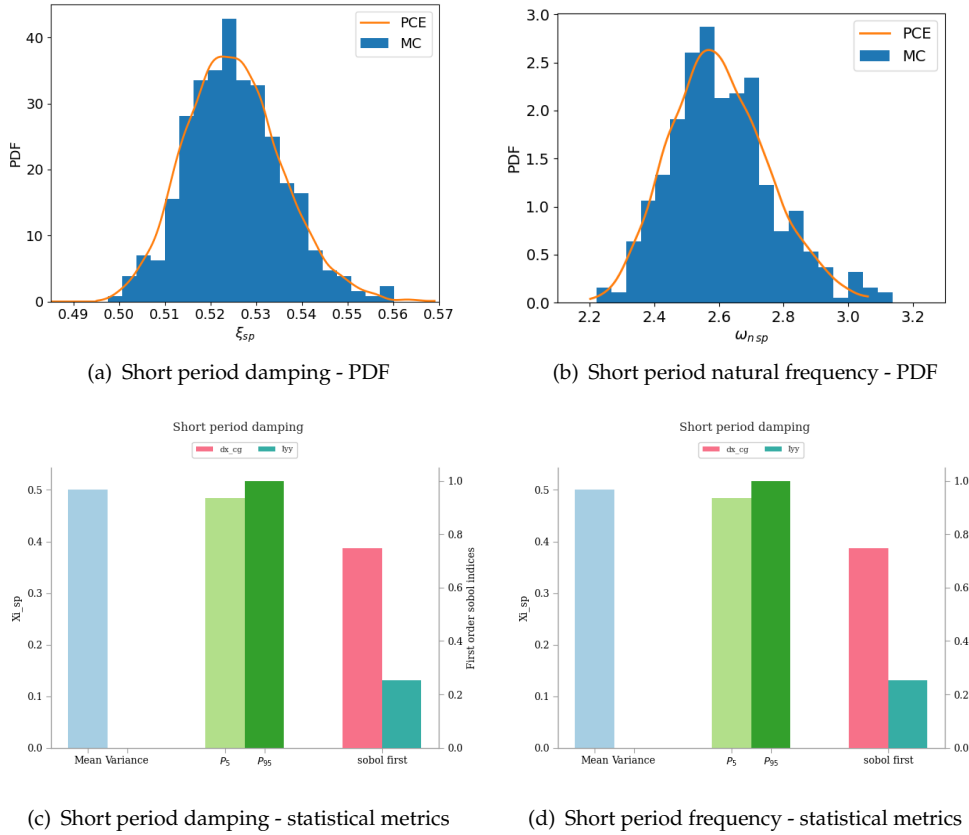 PDF
40
30
20
10
0
PCE
MC
0.49 0.50 0.51 0.52 0.53 0.54 0.55 0.56 0.57
ξsp
(a) Short period damping - PDF
PDF
3.0
2.5
2.0
1.5
1.0
0.5
0.0
PCE
MC
2.2 2.4 2.6 2.8 3.0 3.2
ωn sp
(b) Short period natural frequency - PDF
Short period damping
dx_cg Iyy
Xi_sp
0.5
0.4
0.3
0.2
0.1
0.0
1.0
0.8
0.6
0.4
0.2
0.0
First order sobol indices
Mean Variance P5 P95 sobol first
(c) Short period damping - statistical metrics
Short period damping
dx_cg Iyy
Xi_sp
0.5
0.4
0.3
0.2
0.1
0.0
1.0
0.8
0.6
0.4
0.2
0.0
Mean Variance P5 P95 sobol first
(d) Short period frequency - statistical metrics